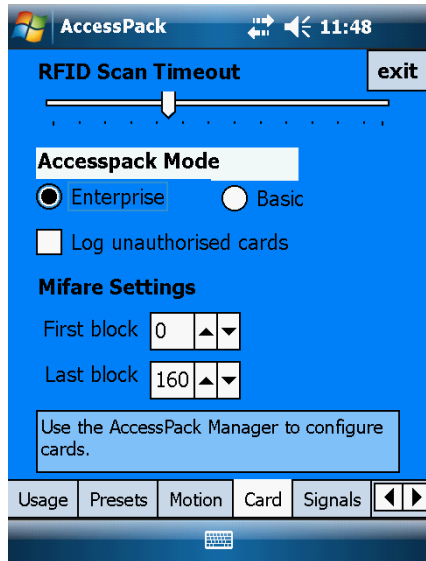 AccessPack 11:48
RFID Scan Timeout exit
Accesspack Mode
Enterprise Basic
Log unauthorised cards
Mifare Settings
First block 0
Last block 160
Use the AccessPack Manager to configure
cards.
Usage Presets Motion Card Signals